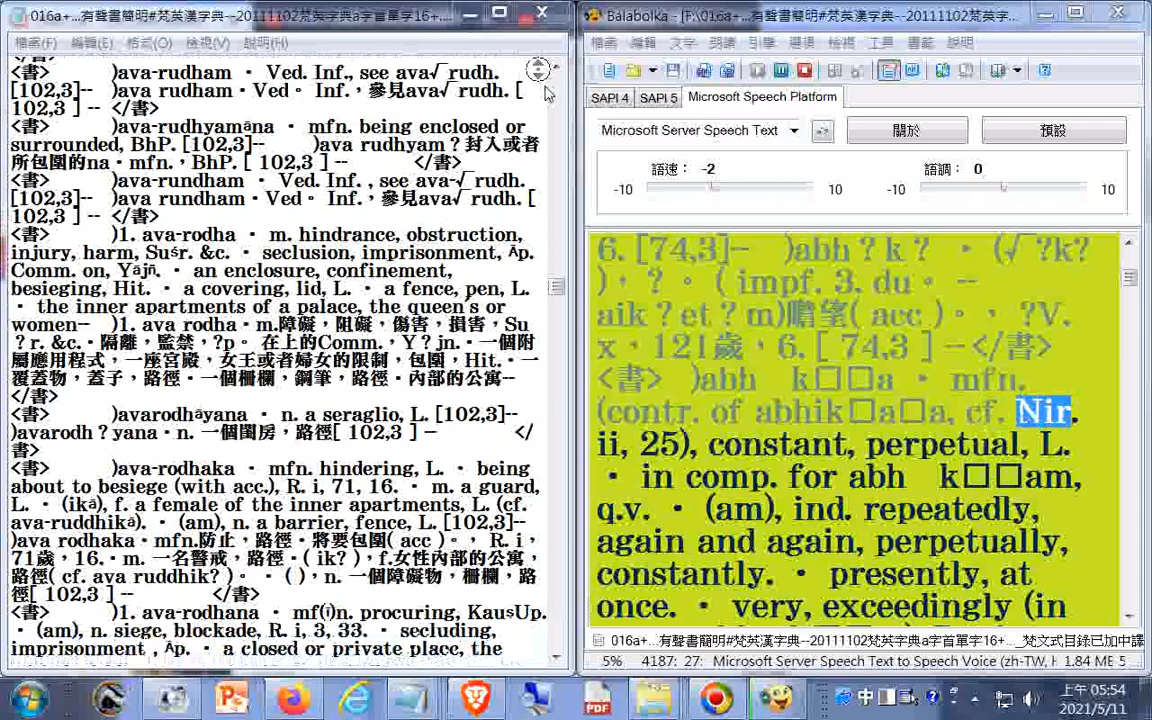 016a+...有聲書簡明#梵英漢字典--20111102梵英字典a字首單字16+...
檔案(F) 編輯(E) 格式(O) 檢視(V) 說明(H)
<書> )ava-rudham ‧ Ved. Inf., see ava√ rudh.
[102,3]-- )ava rudham‧Ved。 Inf.，參見ava√ rudh. [
102,3 ] -- </書>
<書> )ava-rudhyamāna ‧ mfn. being enclosed or
surrounded, BhP. [102,3]-- )ava rudhyam？封入或者
所包圍的na‧mfn.，BhP. [ 102,3 ] -- </書>
<書> )ava-rundham ‧ Ved. Inf. , see ava-√ rudh.
[102,3]-- )ava rundham‧Ved。 Inf.，參見ava√ rudh. [
102,3 ] -- </書>
<書> )1. ava-rodha ‧ m. hindrance, obstruction,
injury, harm, Suśr. &c. ‧ seclusion, imprisonment, Āp.
Comm. on, Yājñ. ‧ an enclosure, confinement,
besieging, Hit. ‧ a covering, lid, L. ‧ a fence, pen, L.
‧ the inner apartments of a palace, the queen's or
women-- )1. ava rodha‧m.障礙，阻礙，傷害，損害，Su
？r. &c.‧隔離，監禁，?p。 在上的Comm.，Y？jn.‧一個附
屬應用程式，一座宮殿，女王或者婦女的限制，包圍，Hit.‧一
覆蓋物，蓋子，路徑‧一個柵欄，鋼筆，路徑‧內部的公寓--
</書>
<書> )avarodhāyana ‧ n. a seraglio, L. [102,3]--
)avarodh？yana‧n. 一個閨房，路徑[ 102,3 ] -- </
書>
<書> )ava-rodhaka ‧ mfn. hindering, L. ‧ being
about to besiege (with acc.), R. i, 71, 16. ‧ m. a guard,
L. ‧ (ikā), f. a female of the inner apartments, L. (cf.
ava-ruddhikā). ‧ (am), n. a barrier, fence, L. [102,3]--
)ava rodhaka‧mfn.防止，路徑‧將要包圍( acc )。， R. i，
71歲，16.‧m. 一名警戒，路徑‧( ik?)，f.女性內部的公寓，
路徑( cf. ava ruddhik? )。‧( )，n. 一個障礙物，柵欄，路
徑[ 102,3 ] -- </書>
<書> )1. ava-rodhana ‧ mf(ī)n. procuring, KauṣUp.
‧ (am), n. siege, blockade, R. i, 3, 33. ‧ secluding,
imprisonment , Āp. ‧ a closed or private place, the
Balabolka - [F:\016a+...有聲書簡明#梵英漢字典--20111102梵英字...
檔案 編輯 文字 朗讀 引擎 選項 檢視 工具 書籤 說明
SAPI 4 SAPI 5 Microsoft Speech Platform
Microsoft Server Speech Text 關於 預設
語速： -2 語調： 0
-10 10 -10 10
6. [74,3]-- )abh？k？ ‧ (√？k?
)，？。 ( impf. 3. du。 --
aik？et？m)瞻望( acc )。，？V.
x，121歲，6. [ 74,3 ] --</書>
<書> )abh k□□a ‧ mfn.
(contr. of abhik□a□a, cf. Nir.
ii, 25), constant, perpetual, L.
‧ in comp. for abh k□□am,
q.v. ‧ (am), ind. repeatedly,
again and again, perpetually,
constantly. ‧ presently, at
once. ‧ very, exceedingly (in
016a+...有聲書簡明#梵英漢字典--20111102梵英字典a字首單字16+..._梵文式目錄已加中譯
5% 4187: 27: Microsoft Server Speech Text to Speech Voice (zh-TW, H 1.84 ME 5
中
上午 05:54
2021/5/11